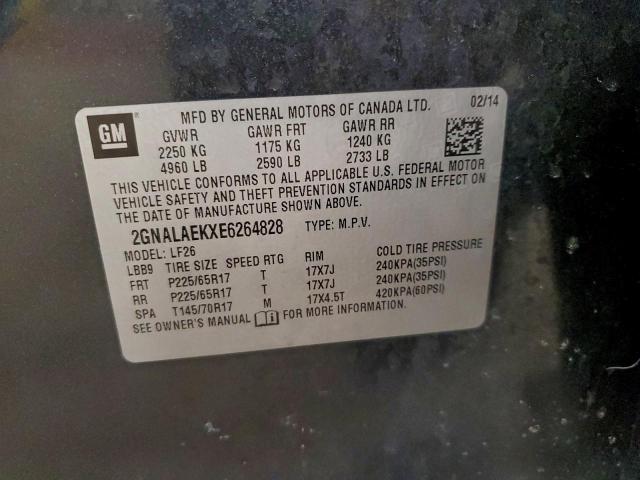 GM
MFD BY GENERAL MOTORS OF CANADA LTD. 02/14
GVWR GAWR FRT GAWR RR
2250 KG 1175 KG 1240 KG
4960 LB 2590 LB 2733 LB
THIS VEHICLE CONFORMS TO ALL APPLICABLE U.S. FEDERAL MOTOR
VEHICLE SAFETY AND THEFT PREVENTION STANDARDS IN EFFECT ON
THE DATE OF MANUFACTURE SHOWN ABOVE.
2GNALAEKXE6264828 TYPE: M.P.V.
MODEL: LF26
LBB9 TIRE SIZE SPEED RTG RIM COLD TIRE PRESSURE
FRT P225/65R17 T 17X7J 240KPA(35PSI)
RR P225/65R17 T 17X7J 240KPA(35PSI)
SPA T145/70R17 M 17X4.5T 420KPA(60PSI)
SEE OWNER'S MANUAL FOR MORE INFORMATION.